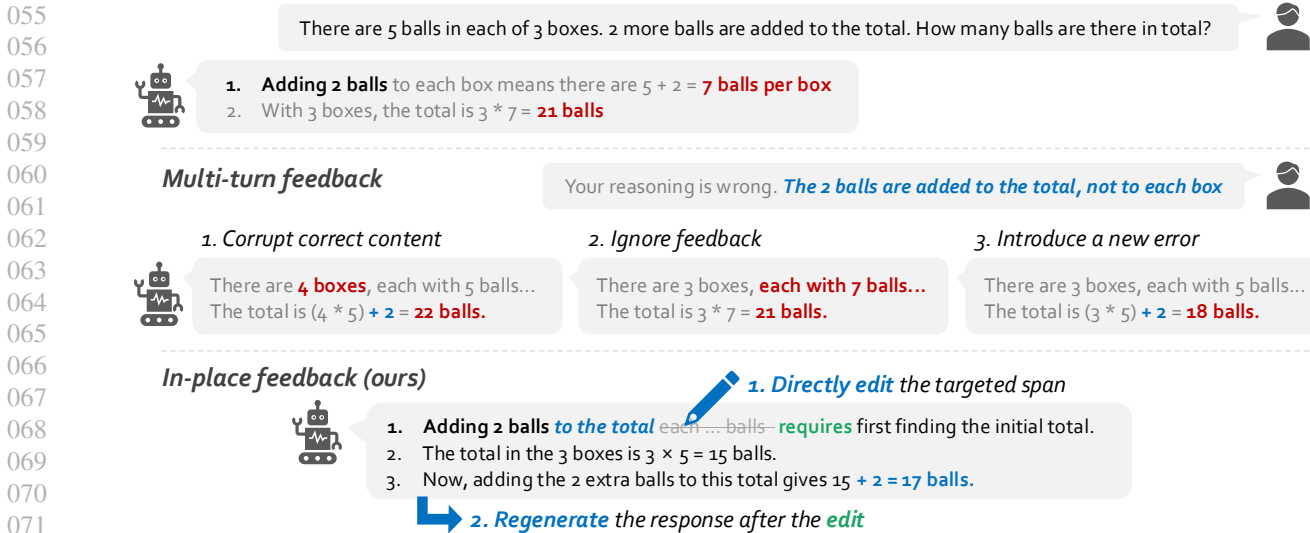 055
056
057
058
059
060
061
062
063
064
065
066
067
068
069
070
071
There are 5 balls in each of 3 boxes. 2 more balls are added to the total. How many balls are there in total?
1. Adding 2 balls to each box means there are 5 + 2 = 7 balls per box
2. With 3 boxes, the total is 3 * 7 = 21 balls
Multi-turn feedback
Your reasoning is wrong. The 2 balls are added to the total, not to each box
1. Corrupt correct content
There are 4 boxes, each with 5 balls...
The total is (4 * 5) + 2 = 22 balls.
2. Ignore feedback
There are 3 boxes, each with 7 balls...
The total is 3 * 7 = 21 balls.
3. Introduce a new error
There are 3 boxes, each with 5 balls...
The total is (3 * 5) + 2 = 18 balls.
In-place feedback (ours)
1. Directly edit the targeted span
1. Adding 2 balls to the total each ... balls requires first finding the initial total.
2. The total in the 3 boxes is 3 × 5 = 15 balls.
3. Now, adding the 2 extra balls to this total gives 15 + 2 = 17 balls.
2. Regenerate the response after the edit